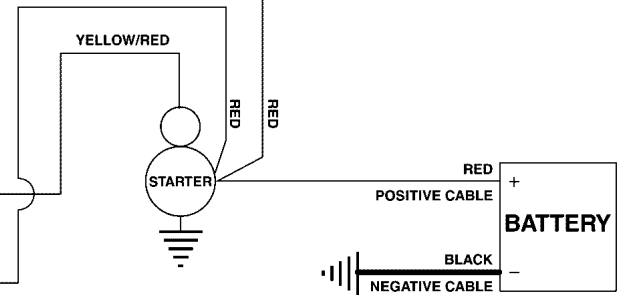 YELLOW/RED
RED
RED
STARTER
RED
POSITIVE CABLE
+
BATTERY
BLACK
−
NEGATIVE CABLE